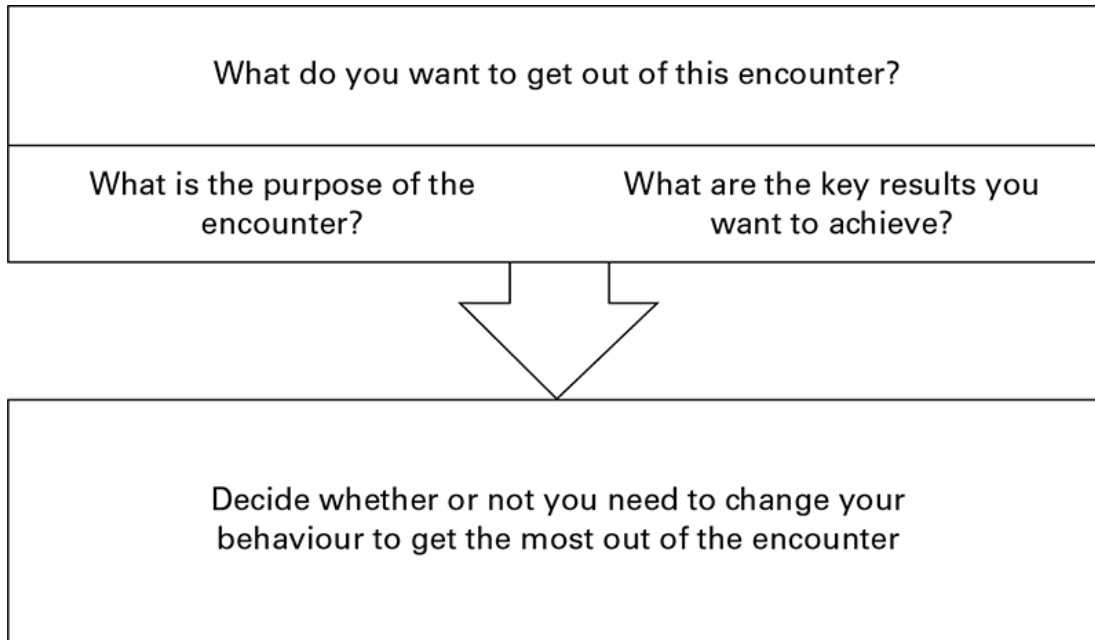 What do you want to get out of this encounter?
What is the purpose of the
encounter?
What are the key results you
want to achieve?
Decide whether or not you need to change your
behaviour to get the most out of the encounter